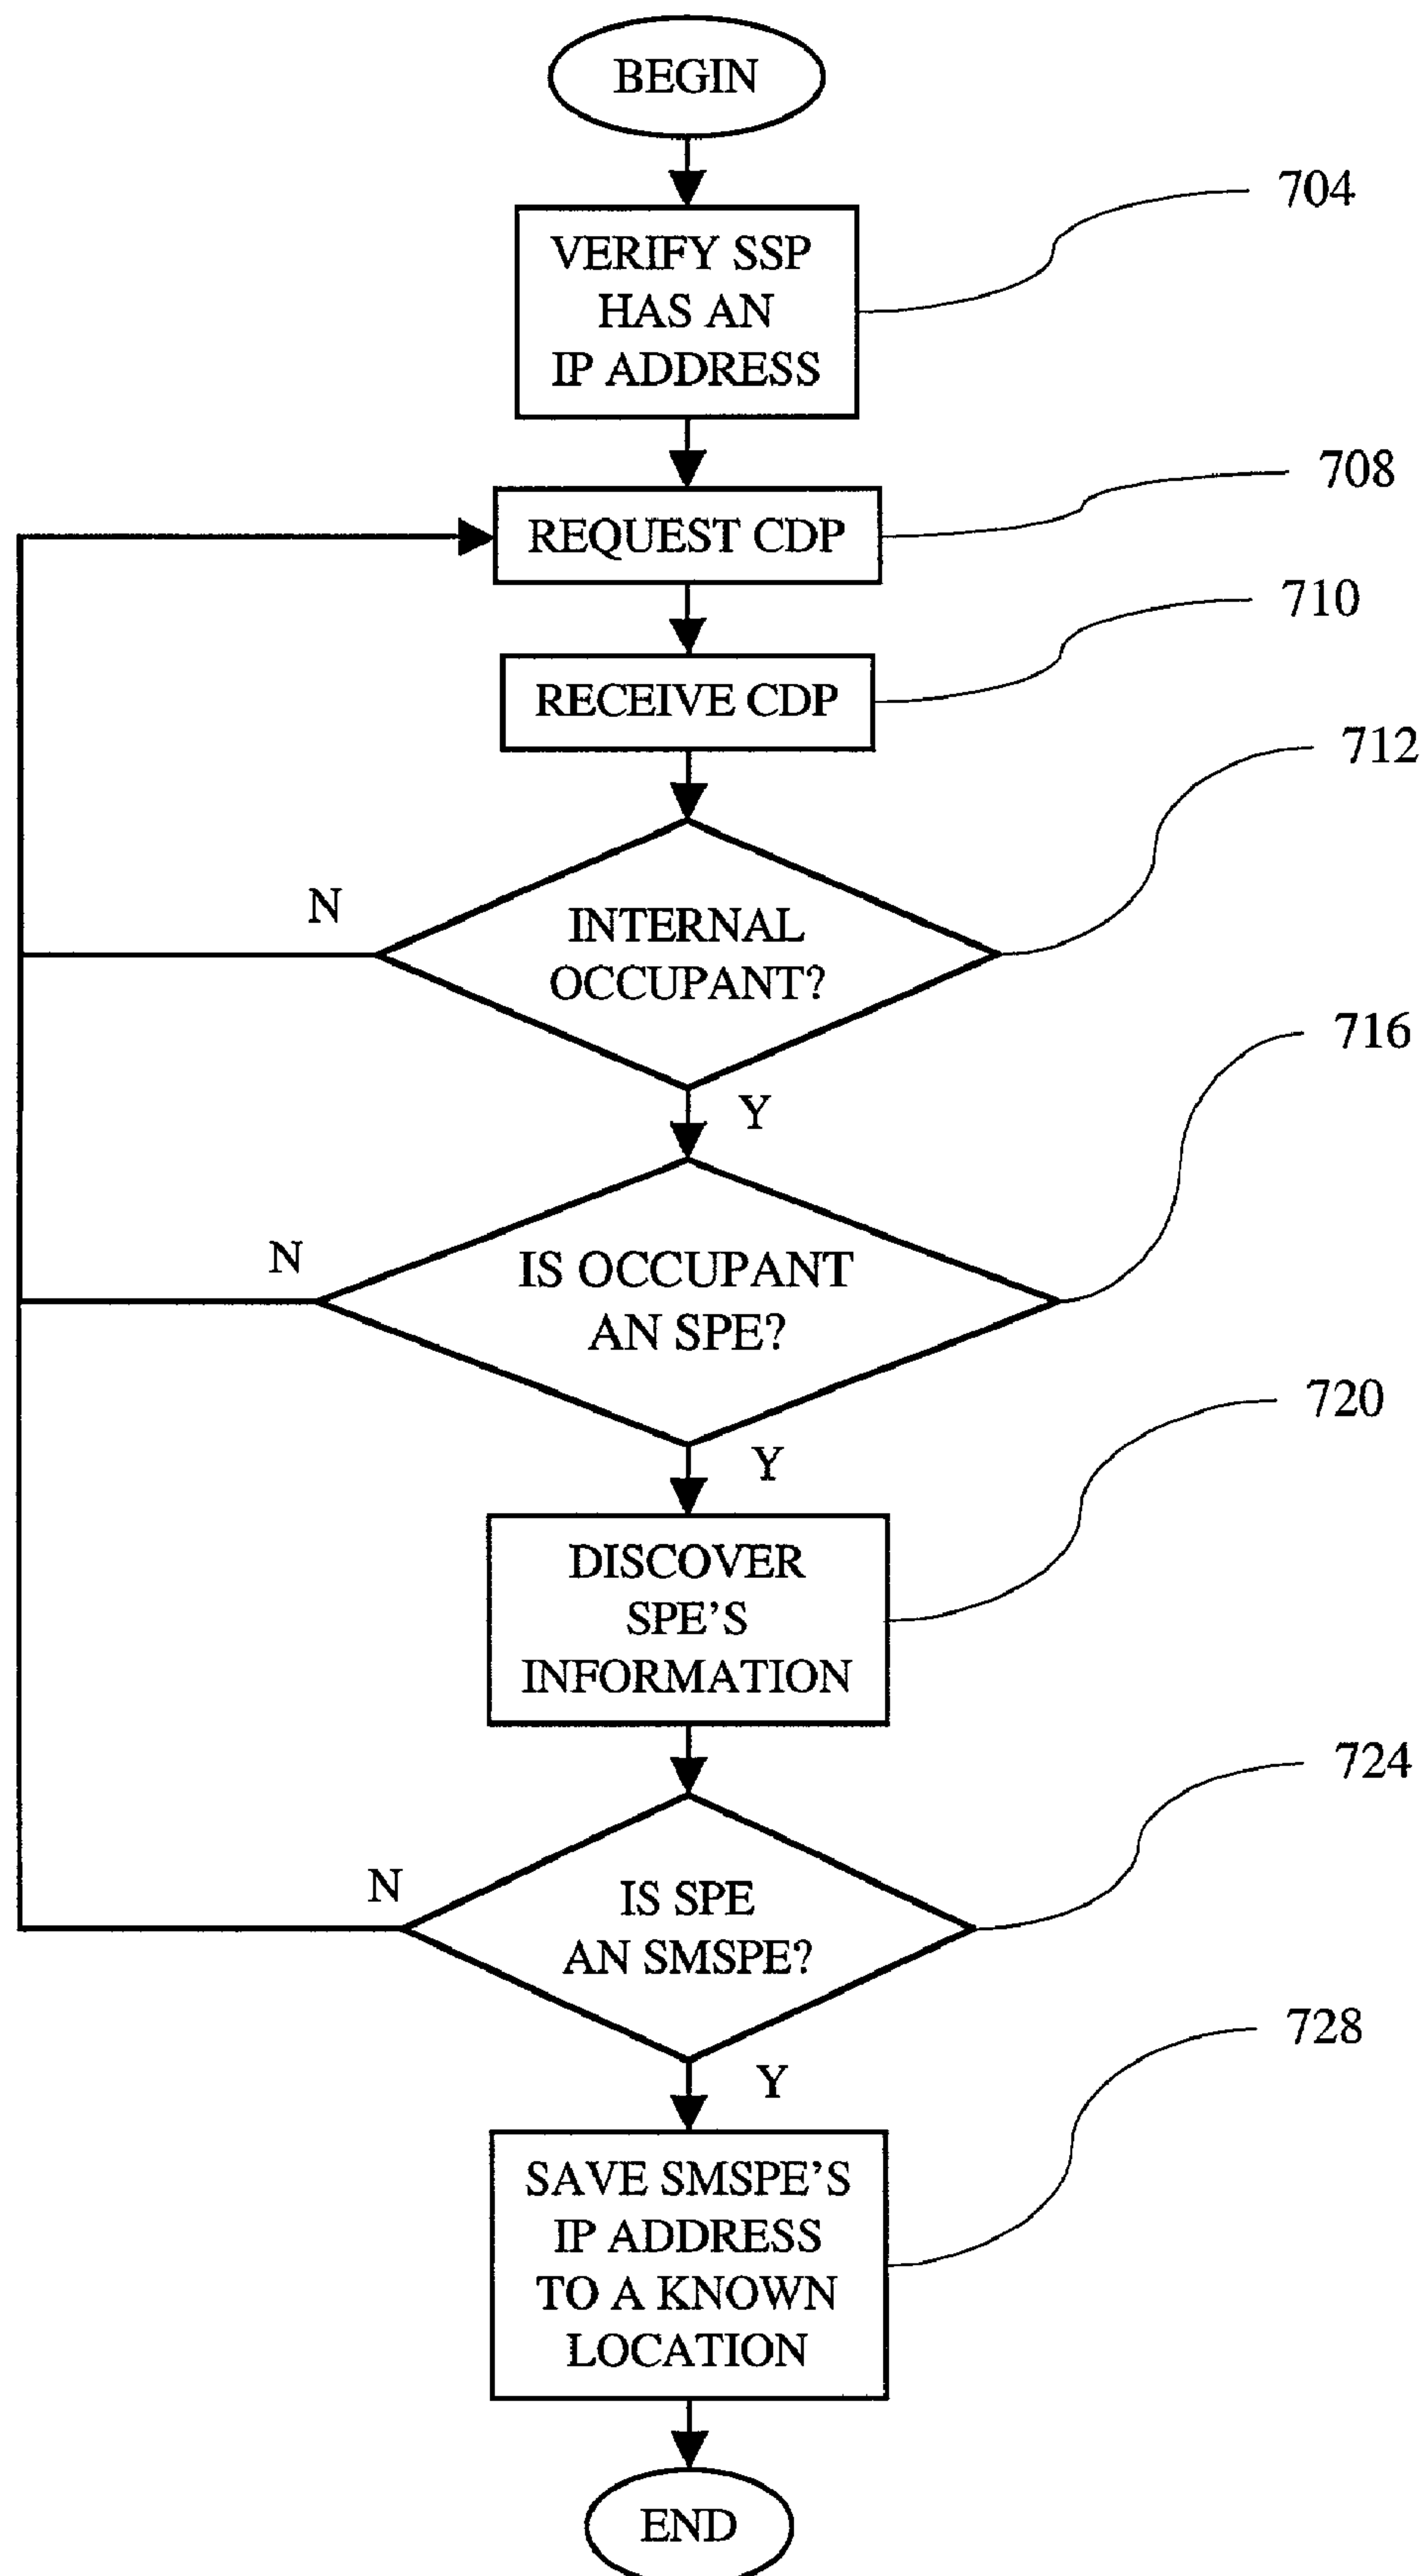 BEGIN
704
VERIFY SSP
HAS AN
IP ADDRESS
708
REQUEST CDP
710
RECEIVE CDP
712
N
INTERNAL
OCCUPANT?
Y
716
N
IS OCCUPANT
AN SPE?
Y
720
DISCOVER
SPE'S
INFORMATION
724
N
IS SPE
AN SMSPE?
Y
728
SAVE SMSPE'S
IP ADDRESS
TO A KNOWN
LOCATION
END